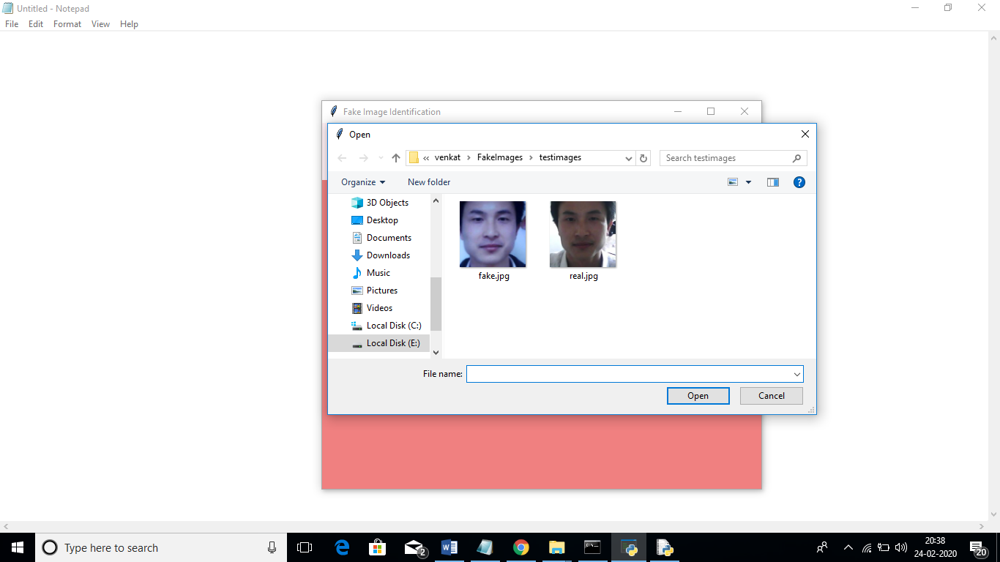 Untitled - Notepad
File Edit Format View Help
Fake Image Identification
Open
« venkat › FakeImages › testimages
Search testimages
Organize New folder
3D Objects
Desktop
Documents
Downloads
Music
Pictures
Videos
Local Disk (C:)
Local Disk (E:)
fake.jpg real.jpg
File name:
Open Cancel
Type here to search
2
20:38
24-02-2020
20